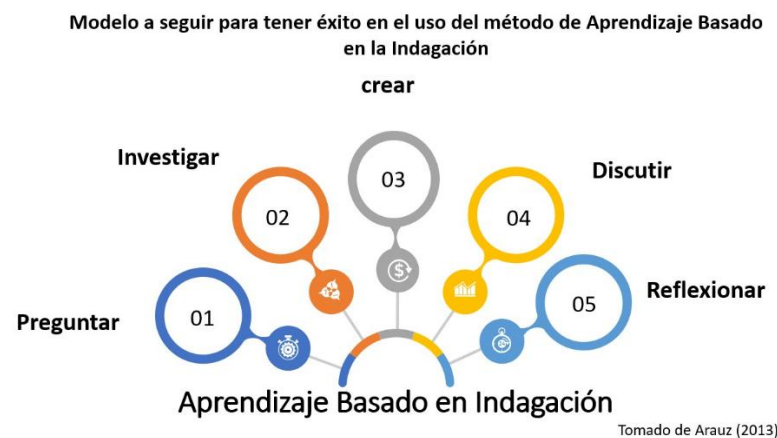 Modelo a seguir para tener éxito en el uso del método de Aprendizaje Basado
en la Indagación
crear
Investigar
Discutir
03
02
04
Preguntar
01
05
Reflexionar
Aprendizaje Basado en Indagación
Tomado de Arauz (2013)